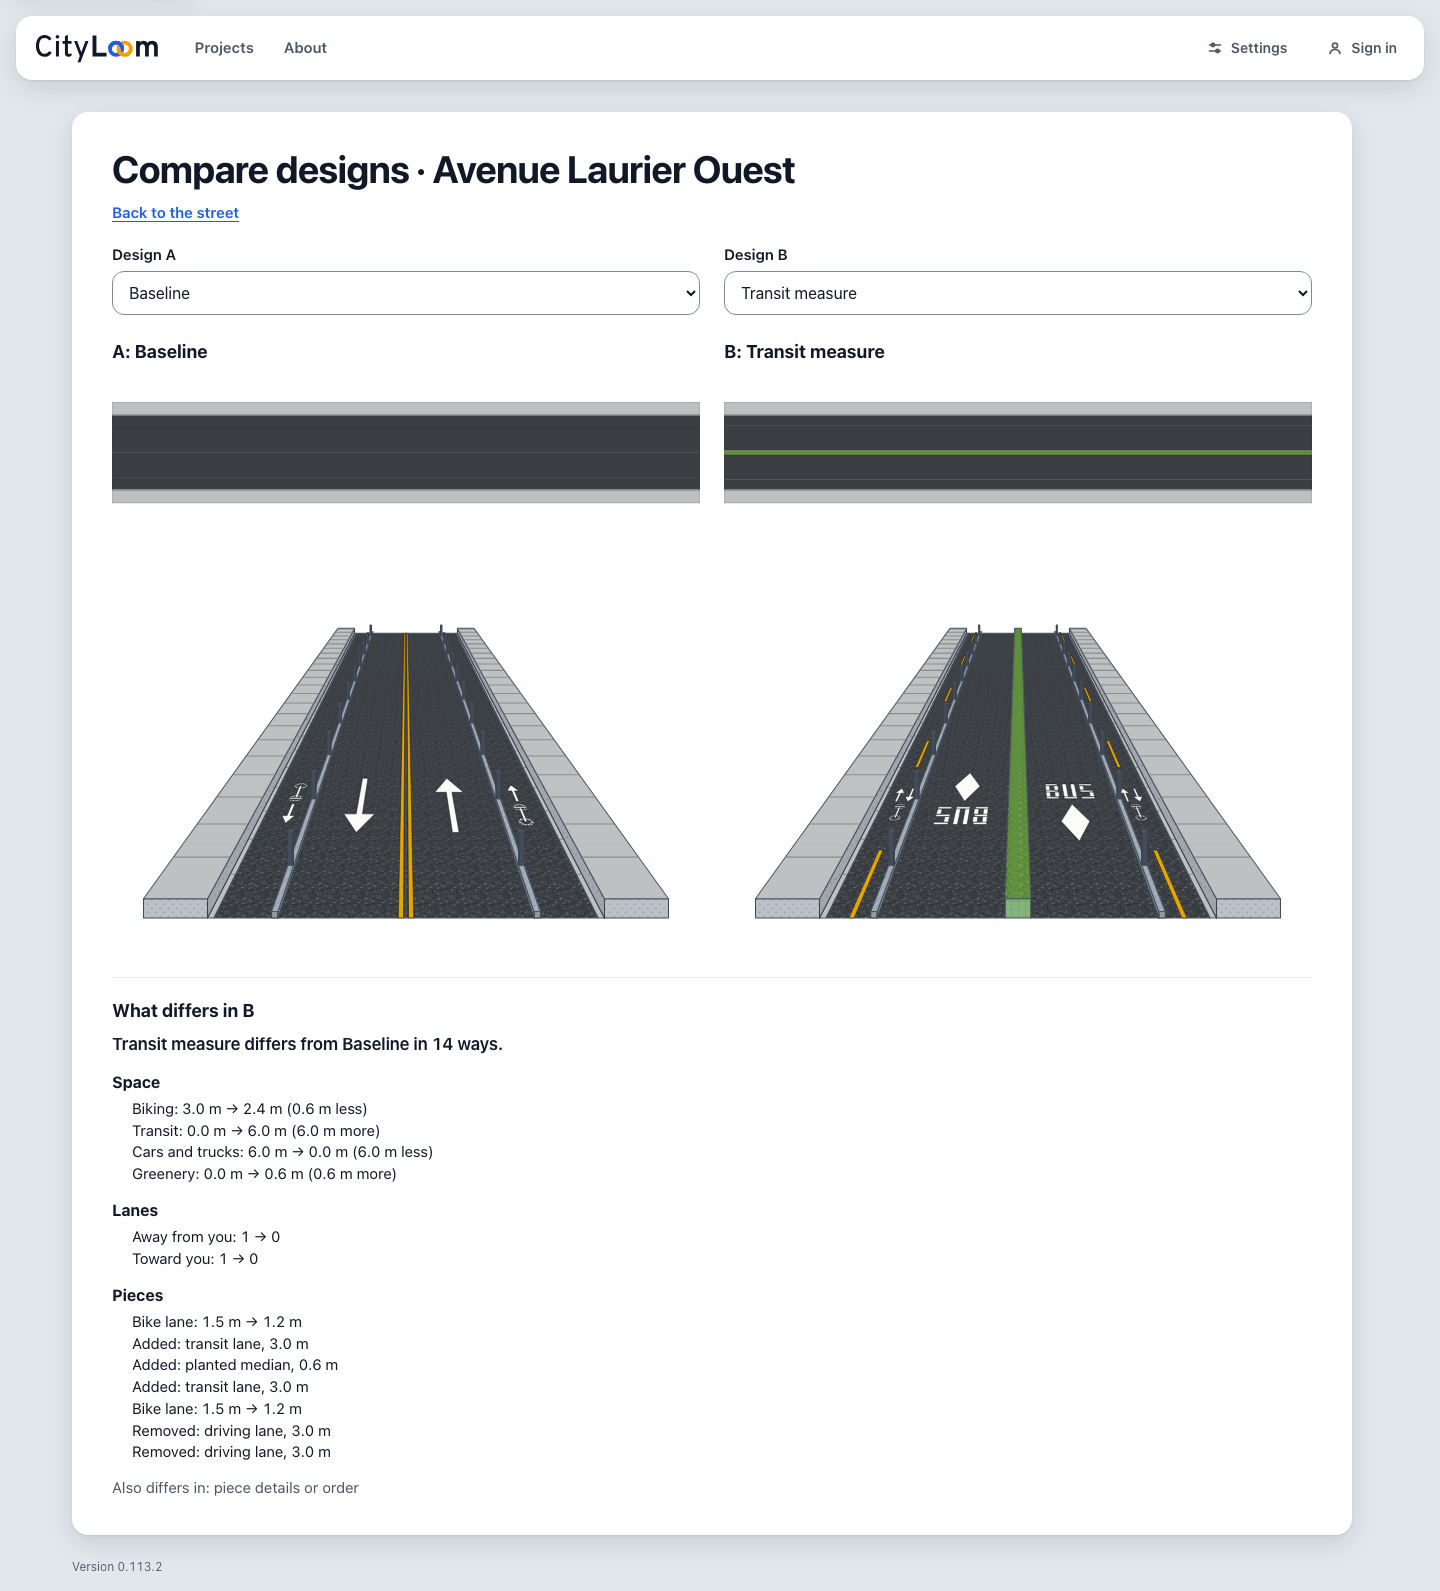 CityLoom
Projects
About
Settings
Sign in
Compare designs · Avenue Laurier Ouest
Back to the street
Design A
Design B
Baseline
Transit measure
A: Baseline
B: Transit measure
BUS
BUS
What differs in B
Transit measure differs from Baseline in 14 ways.
Space
Biking: 3.0 m → 2.4 m (0.6 m less)
Transit: 0.0 m → 6.0 m (6.0 m more)
Cars and trucks: 6.0 m → 0.0 m (6.0 m less)
Greenery: 0.0 m → 0.6 m (0.6 m more)
Lanes
Away from you: 1 → 0
Toward you: 1 → 0
Pieces
Bike lane: 1.5 m → 1.2 m
Added: transit lane, 3.0 m
Added: planted median, 0.6 m
Added: transit lane, 3.0 m
Bike lane: 1.5 m → 1.2 m
Removed: driving lane, 3.0 m
Removed: driving lane, 3.0 m
Also differs in: piece details or order
Version 0.113.2